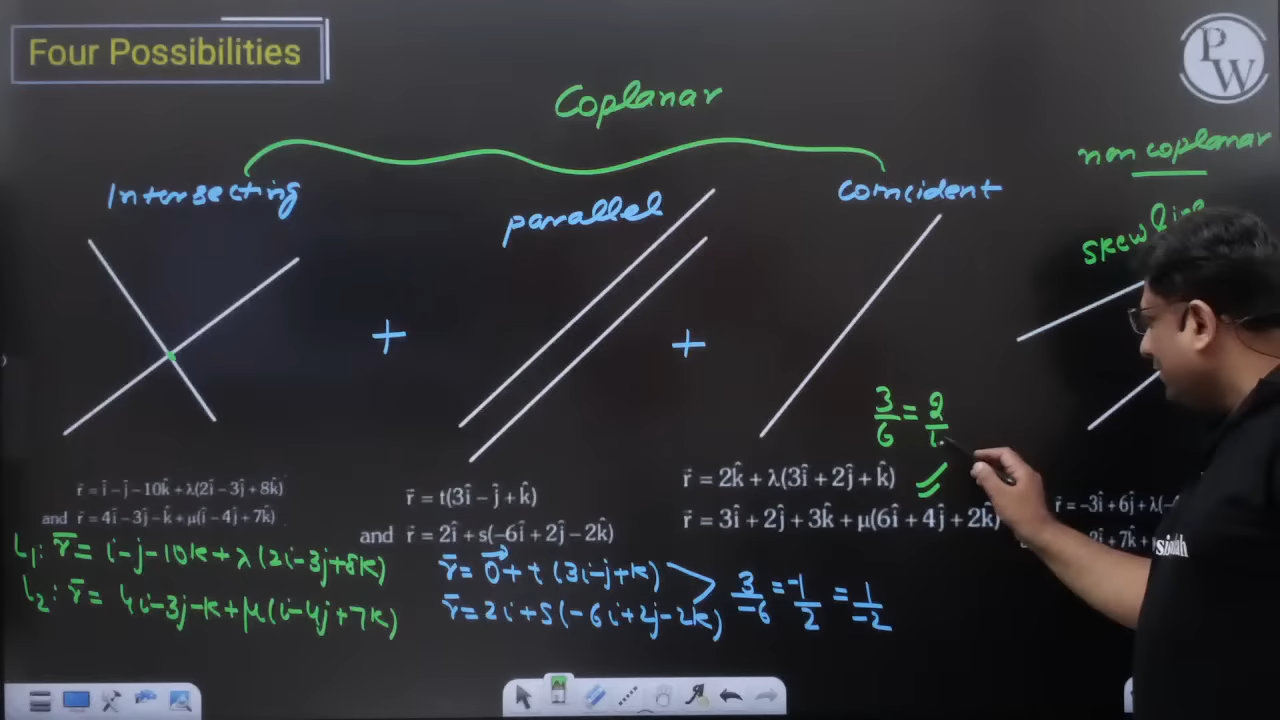 Four Possibilities
PW
Coplanar
non coplanar
Intersecting
parallel
coincident
skew
+
+
3/6 = 2/
r⃗ = î − ĵ − 10k̂ + λ(2î − 3ĵ + 8k̂)
and r⃗ = 4î − 3ĵ − k̂ + μ(î − 4ĵ + 7k̂)
L₁: r̄ = i-j-10k+λ(2i-3j+8k)
L₂: r̄ = 4i-3j-k+μ(i-4j+7k)
r⃗ = t(3î − ĵ + k̂)
and r⃗ = 2î + s(−6î + 2ĵ − 2k̂)
r̄ = 0⃗ + t(3i-j+k)
r̄ = 2i+s(-6i+2j-2k)
3/-6 = -1/2 = 1/-2
r⃗ = 2k̂ + λ(3î + 2ĵ + k̂) ✓
r⃗ = 3î + 2ĵ + 3k̂ + μ(6î + 4ĵ + 2k̂)
r⃗ = −3î + 6ĵ + λ(−
2î + 7k̂ +